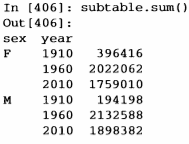 In [406]: subtable.sum()
Out[406]:
sex year
F 1910 396416
1960 2022062
2010 1759010
M 1910 194198
1960 2132588
2010 1898382